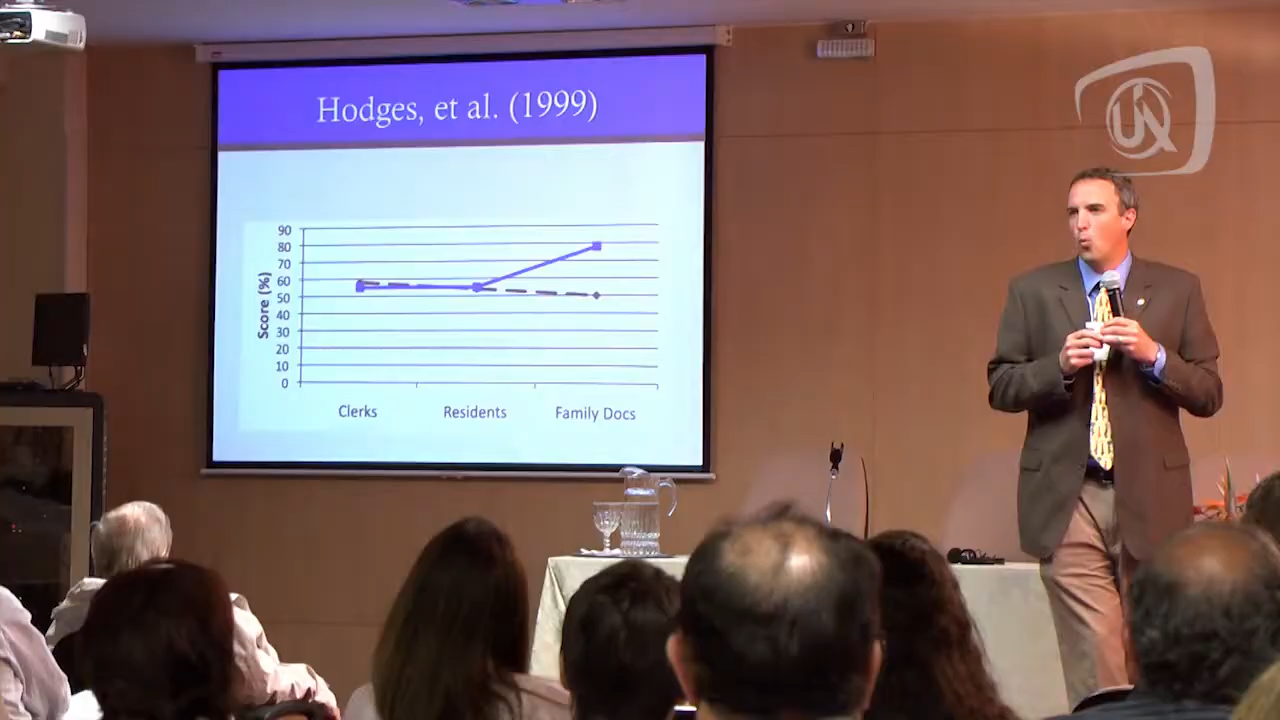 Hodges, et al. (1999)
90
80
70
60
50
40
30
20
10
0
Score (%)
Clerks Residents Family Docs
UN